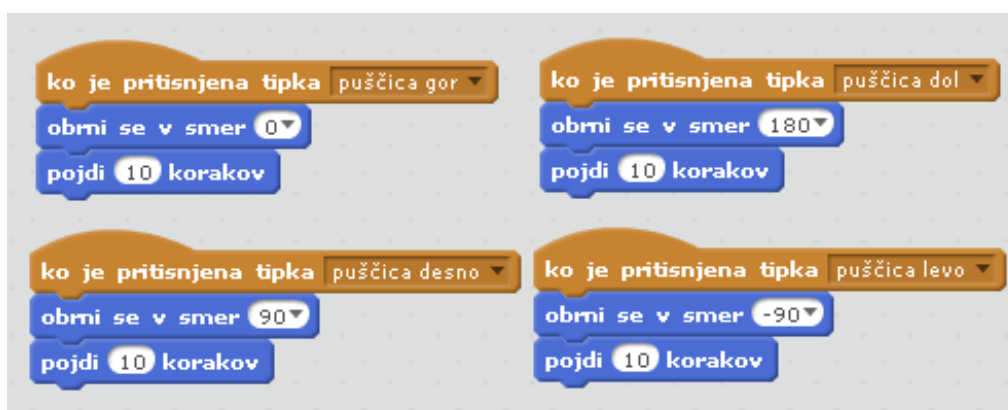 ko je pritisnjena tipka puščica gor
obrni se v smer 0
pojdi 10 korakov
ko je pritisnjena tipka puščica dol
obrni se v smer 180
pojdi 10 korakov
ko je pritisnjena tipka puščica desno
obrni se v smer 90
pojdi 10 korakov
ko je pritisnjena tipka puščica levo
obrni se v smer -90
pojdi 10 korakov